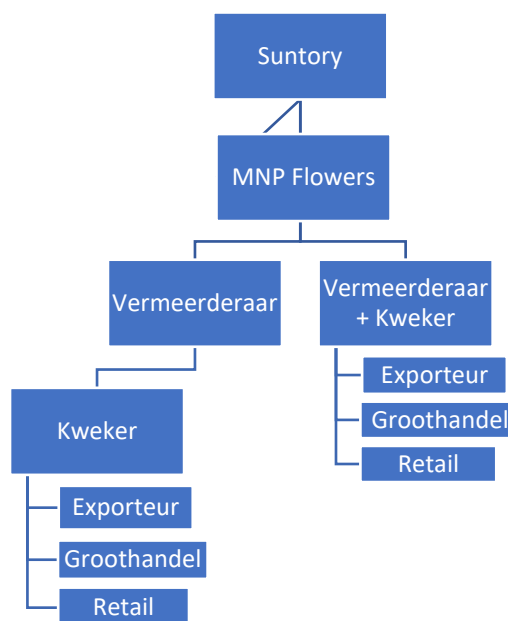 Suntory
MNP Flowers
Vermeerderaar
Vermeerderaar
+ Kweker
Exporteur
Groothandel
Retail
Kweker
Exporteur
Groothandel
Retail